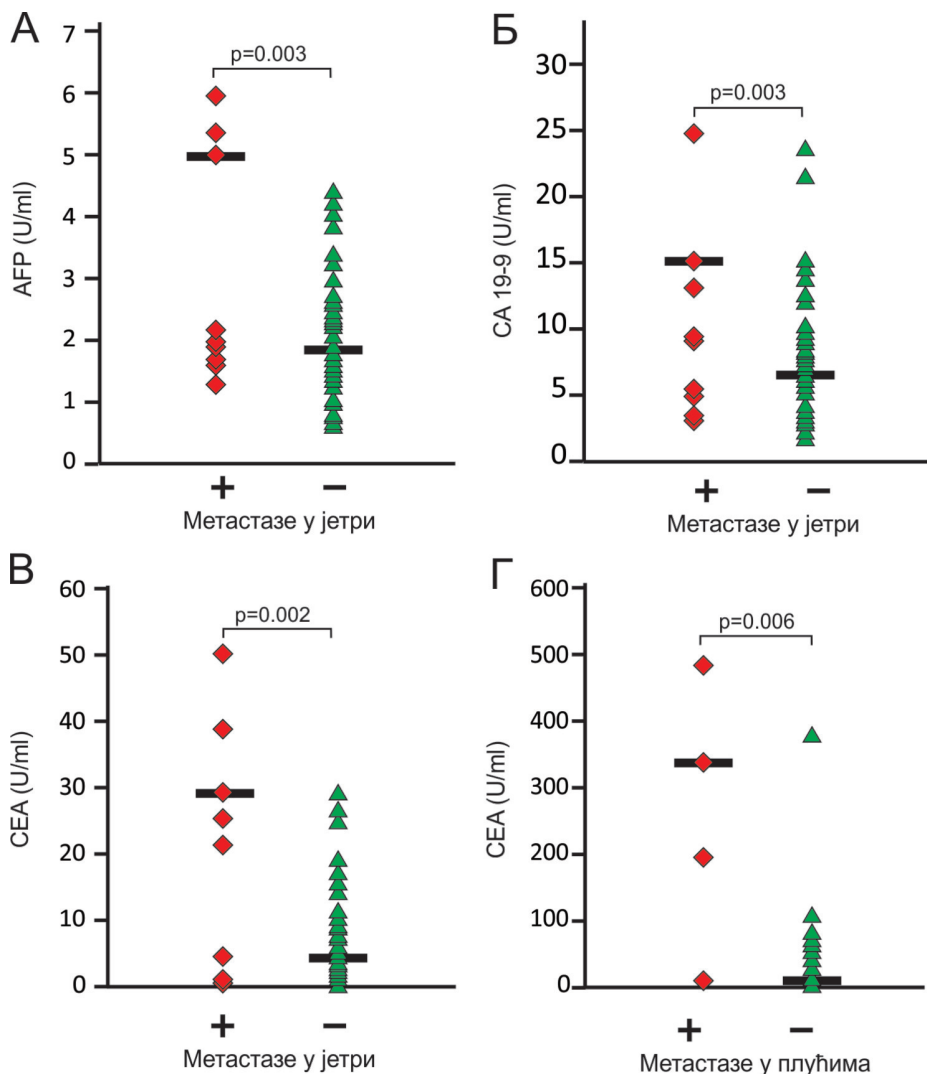 А
7
6
5
4
3
2
1
0
AFP (U/ml)
p=0.003
+ −
Метастазе у јетри
Б
30
25
20
15
10
5
0
CA 19-9 (U/ml)
p=0.003
+ −
Метастазе у јетри
В
60
50
40
30
20
10
0
CEA (U/ml)
p=0.002
+ −
Метастазе у јетри
Г
600
500
400
300
200
100
0
CEA (U/ml)
p=0.006
+ −
Метастазе у плућима